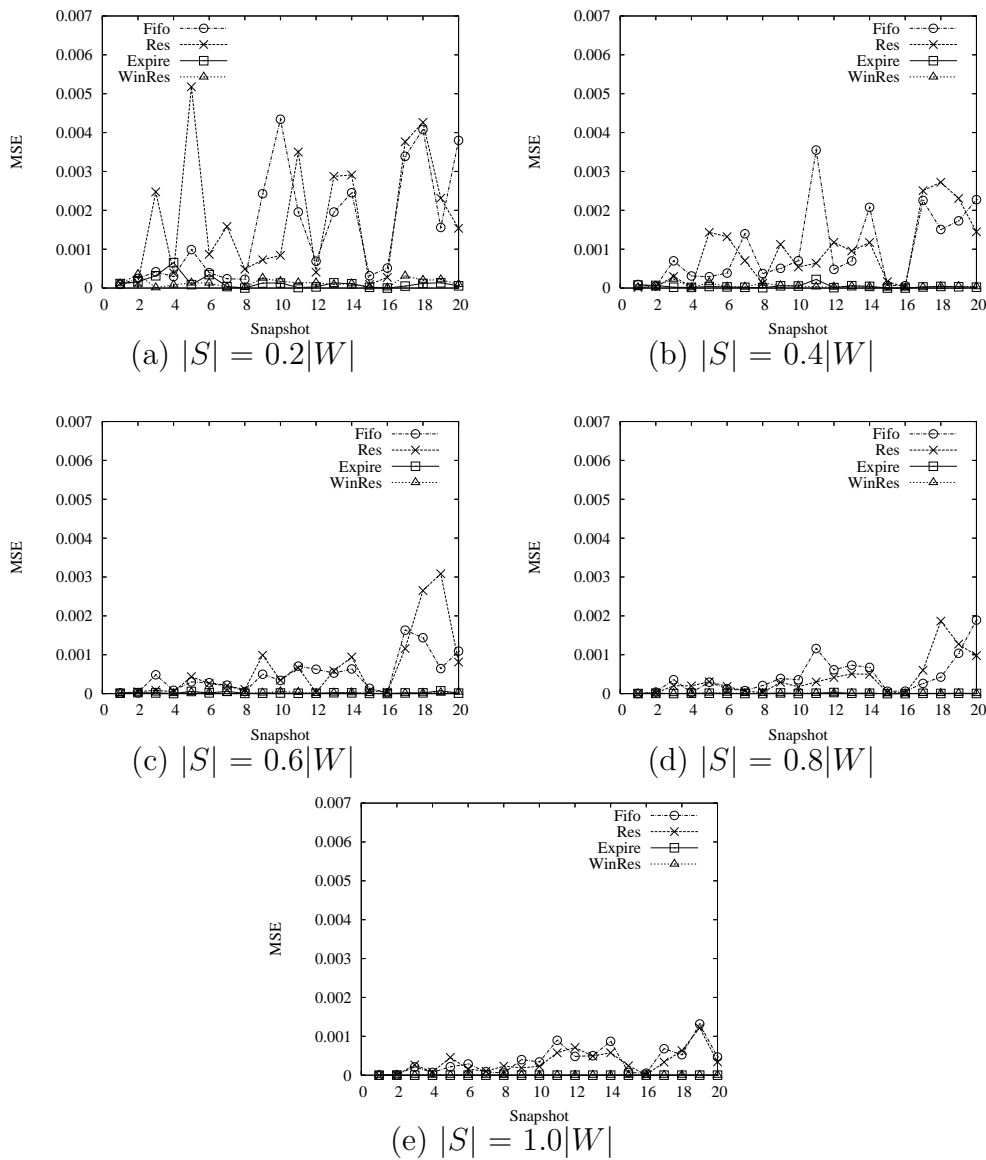 0.007
0.006
0.005
0.004
0.003
0.002
0.001
0
MSE
Fifo
Res
Expire
WinRes
0 2 4 6 8 10 12 14 16 18 20
Snapshot
(a) |S| = 0.2|W|
0.007
0.006
0.005
0.004
0.003
0.002
0.001
0
MSE
Fifo
Res
Expire
WinRes
0 2 4 6 8 10 12 14 16 18 20
Snapshot
(b) |S| = 0.4|W|
0.007
0.006
0.005
0.004
0.003
0.002
0.001
0
MSE
Fifo
Res
Expire
WinRes
0 2 4 6 8 10 12 14 16 18 20
Snapshot
(c) |S| = 0.6|W|
0.007
0.006
0.005
0.004
0.003
0.002
0.001
0
MSE
Fifo
Res
Expire
WinRes
0 2 4 6 8 10 12 14 16 18 20
Snapshot
(d) |S| = 0.8|W|
0.007
0.006
0.005
0.004
0.003
0.002
0.001
0
MSE
Fifo
Res
Expire
WinRes
0 2 4 6 8 10 12 14 16 18 20
Snapshot
(e) |S| = 1.0|W|